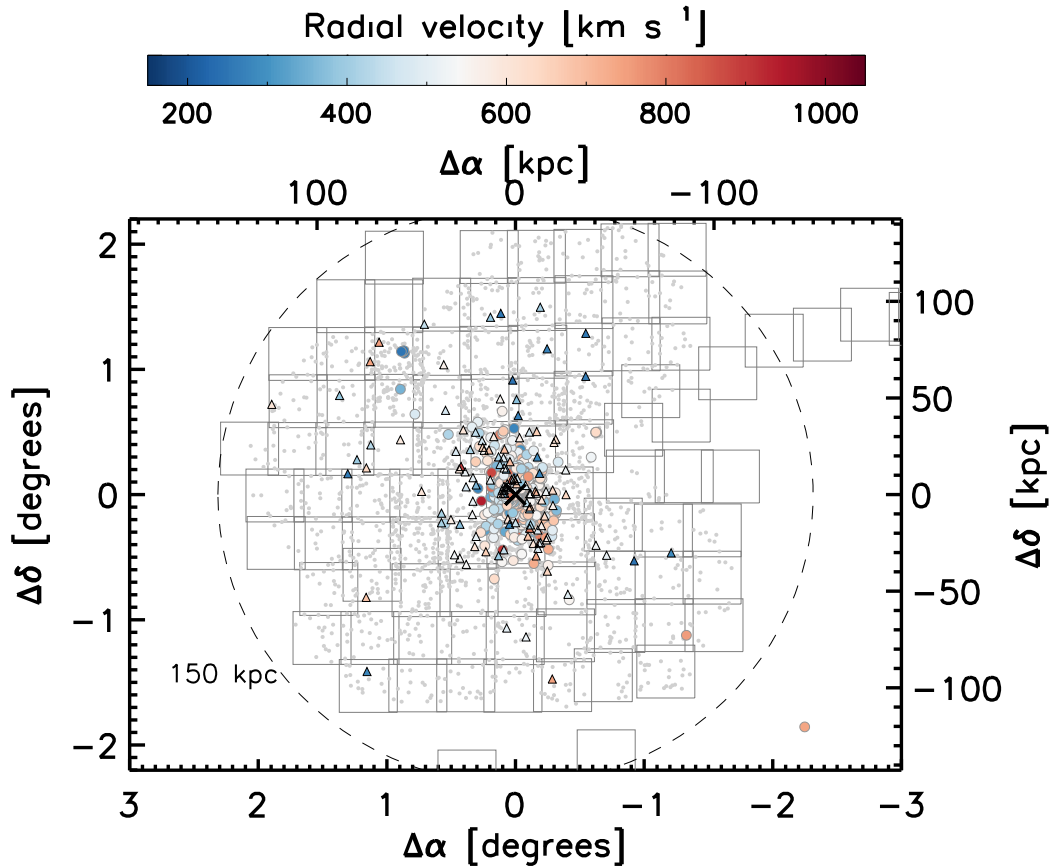 Radial velocity [km s ¹]
200 400 600 800 1000
Δα [kpc]
100 0 −100
2
1
0
−1
−2
Δδ [degrees]
100
50
0
−50
−100
Δδ [kpc]
150 kpc
3 2 1 0 −1 −2 −3
Δα [degrees]